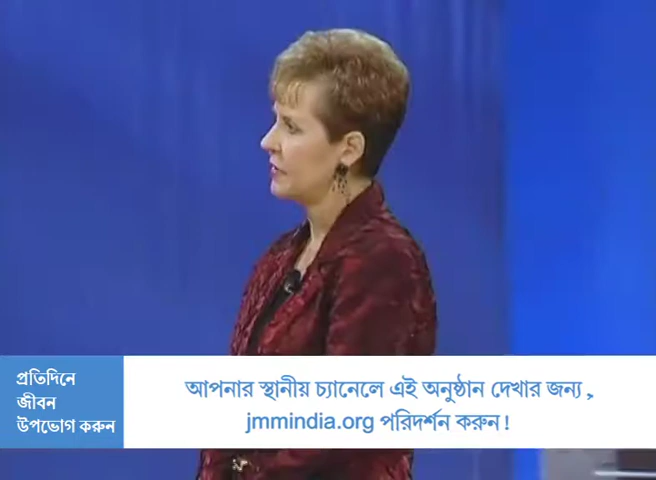 প্রতিদিনে
জীবন
উপভোগ করুন
আপনার স্থানীয় চ্যানেলে এই অনুষ্ঠান দেখার জন্য ,
jmmindia.org পরিদর্শন করুন!